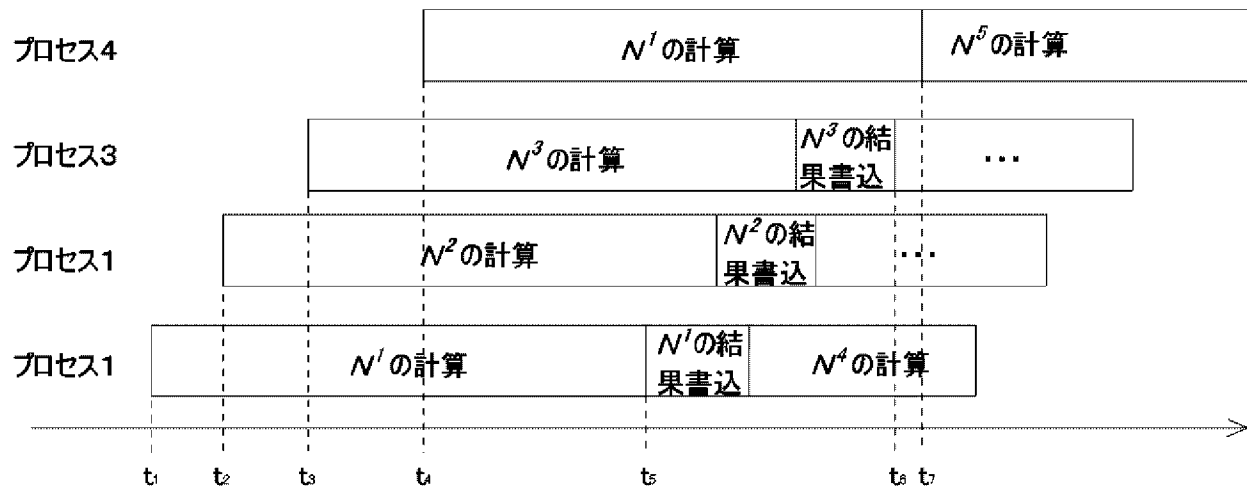 プロセス4
N¹の計算
N⁵の計算
プロセス3
N³の計算
N³の結
果書込
...
プロセス1
N²の計算
N²の結
果書込
...
プロセス1
N¹の計算
N¹の結
果書込
N⁴の計算
t₁ t₂ t₃ t₄ t₅ t₆ t₇